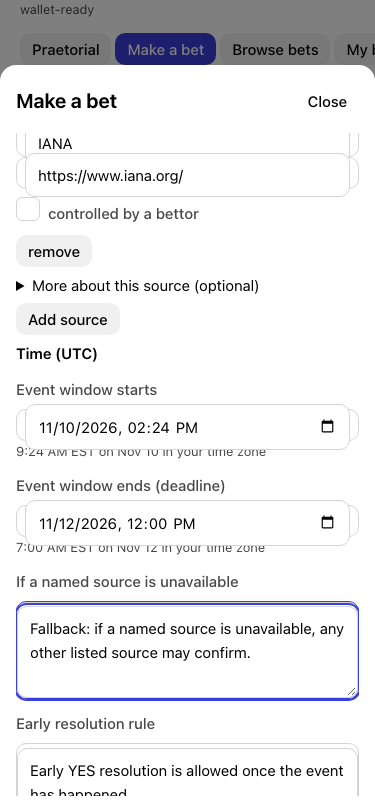 wallet-ready
Praetorial
Make a bet
Browse bets
My b
Make a bet
Close
IANA
https://www.iana.org/
controlled by a bettor
remove
More about this source (optional)
Add source
Time (UTC)
Event window starts
11/10/2026, 02:24 PM
9:24 AM EST on Nov 10 in your time zone
Event window ends (deadline)
11/12/2026, 12:00 PM
7:00 AM EST on Nov 12 in your time zone
If a named source is unavailable
Fallback: if a named source is unavailable, any
other listed source may confirm.
Early resolution rule
Early YES resolution is allowed once the event
has happened